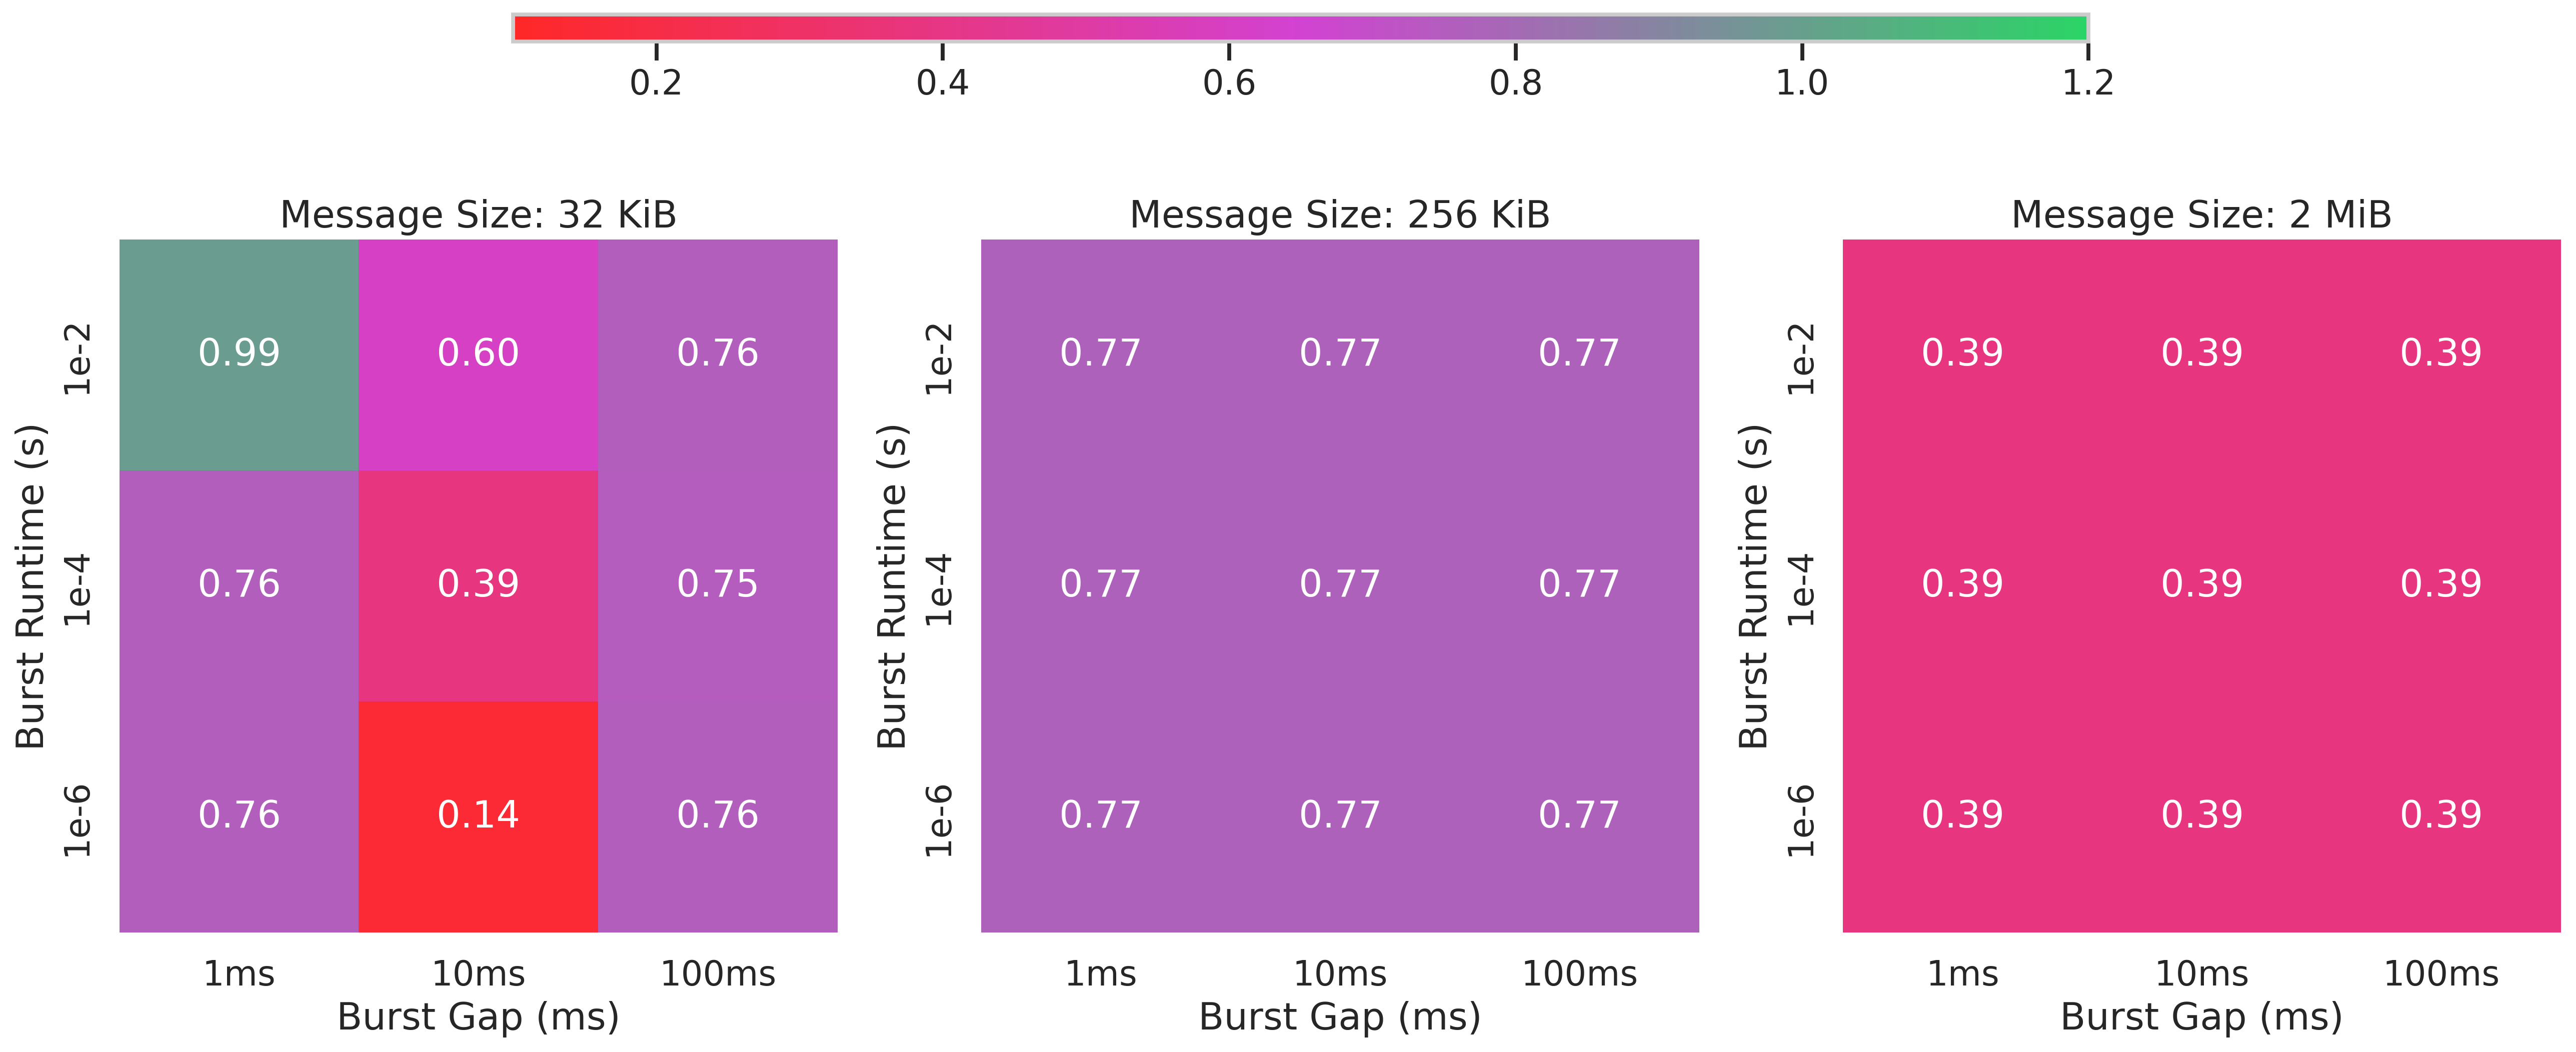 0.2 0.4 0.6 0.8 1.0 1.2
Message Size: 32 KiB
Burst Runtime (s)
1e-2 0.99 0.60 0.76
1e-4 0.76 0.39 0.75
1e-6 0.76 0.14 0.76
1ms 10ms 100ms
Burst Gap (ms)
Message Size: 256 KiB
Burst Runtime (s)
1e-2 0.77 0.77 0.77
1e-4 0.77 0.77 0.77
1e-6 0.77 0.77 0.77
1ms 10ms 100ms
Burst Gap (ms)
Message Size: 2 MiB
Burst Runtime (s)
1e-2 0.39 0.39 0.39
1e-4 0.39 0.39 0.39
1e-6 0.39 0.39 0.39
1ms 10ms 100ms
Burst Gap (ms)